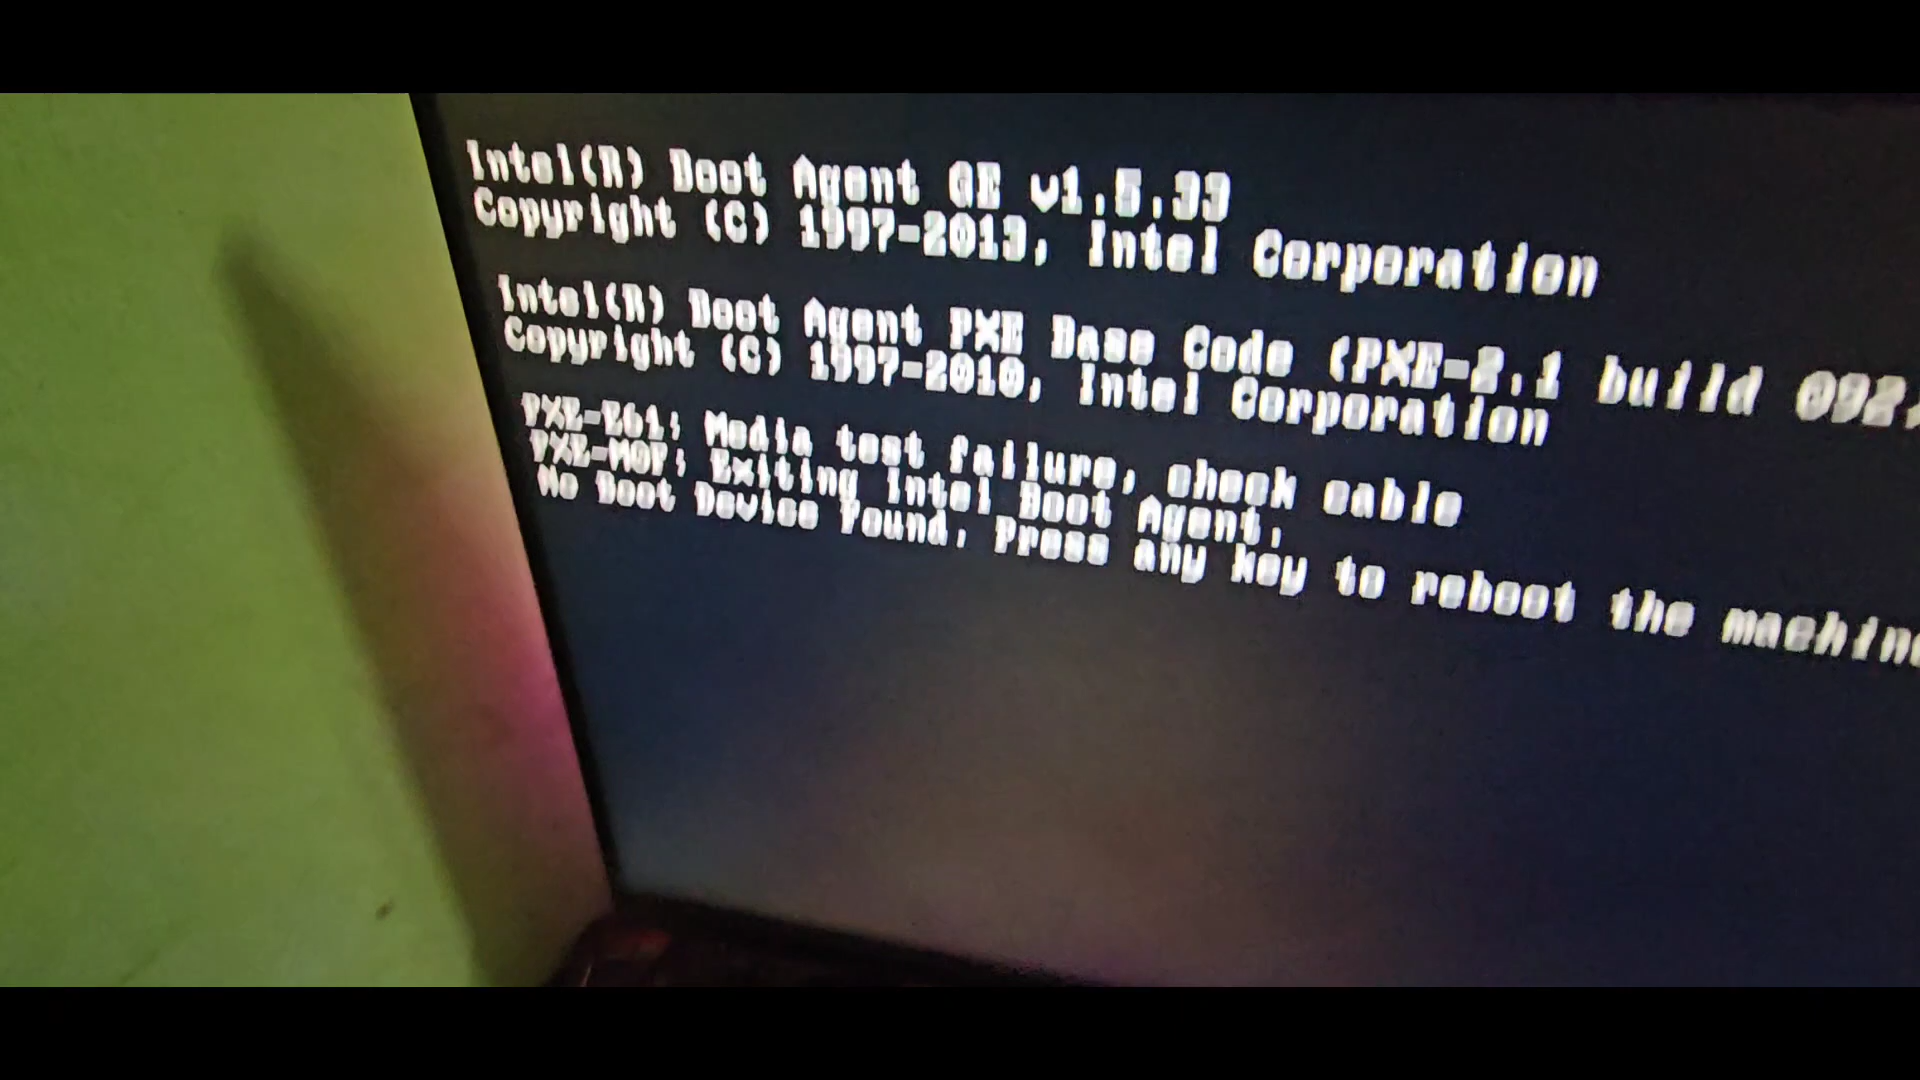 Intel(R) Boot Agent GE v1.5.33
Copyright (C) 1997-2013, Intel Corporation
Intel(R) Boot Agent PXE Base Code (PXE-2.1 build 092
Copyright (C) 1997-2010, Intel Corporation
PXE-E61: Media test failure, check cable
PXE-M0F: Exiting Intel Boot Agent.
No Boot Device Found. Press any key to reboot the machin